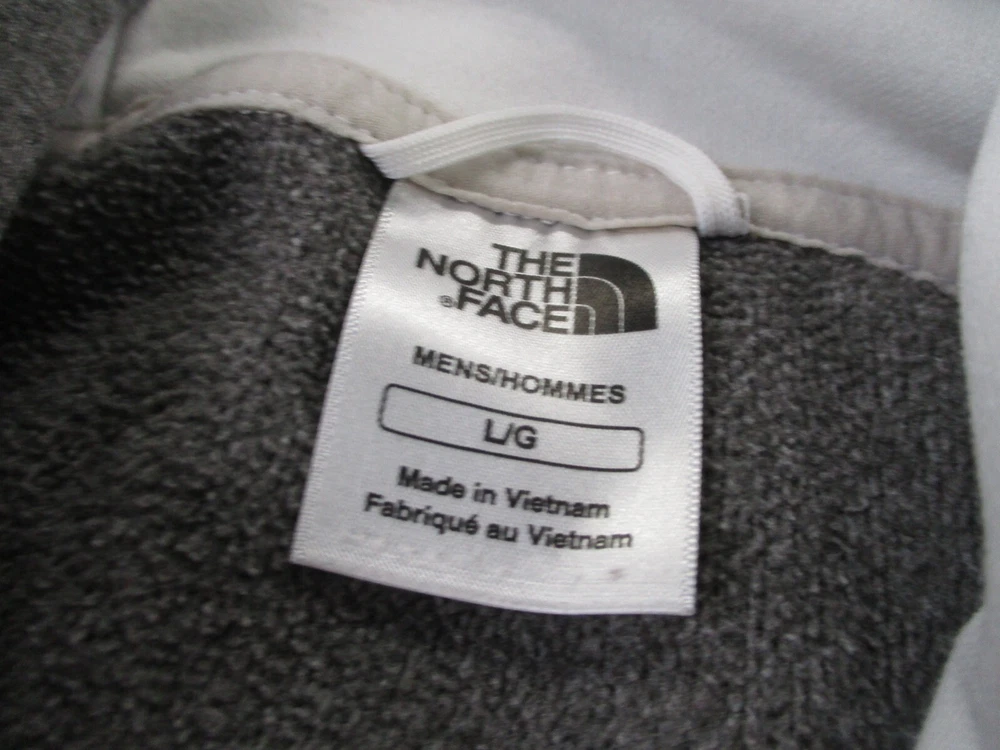 THE
NORTH
®FACE
MENS/HOMMES
L/G
Made in Vietnam
Fabriqué au Vietnam